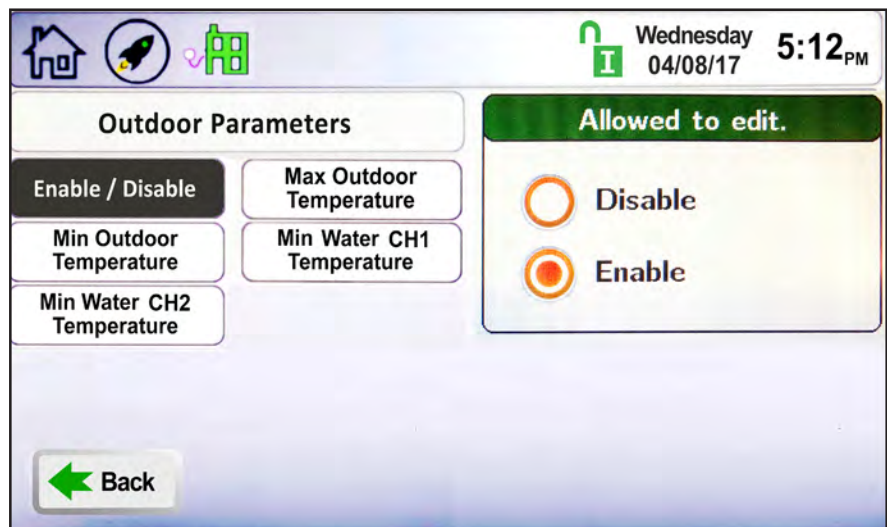 Wednesday
04/08/17
5:12PM
I
Outdoor Parameters
Allowed to edit.
Enable / Disable
Max Outdoor
Temperature
Min Outdoor
Temperature
Min Water CH1
Temperature
Min Water CH2
Temperature
Disable
Enable
Back